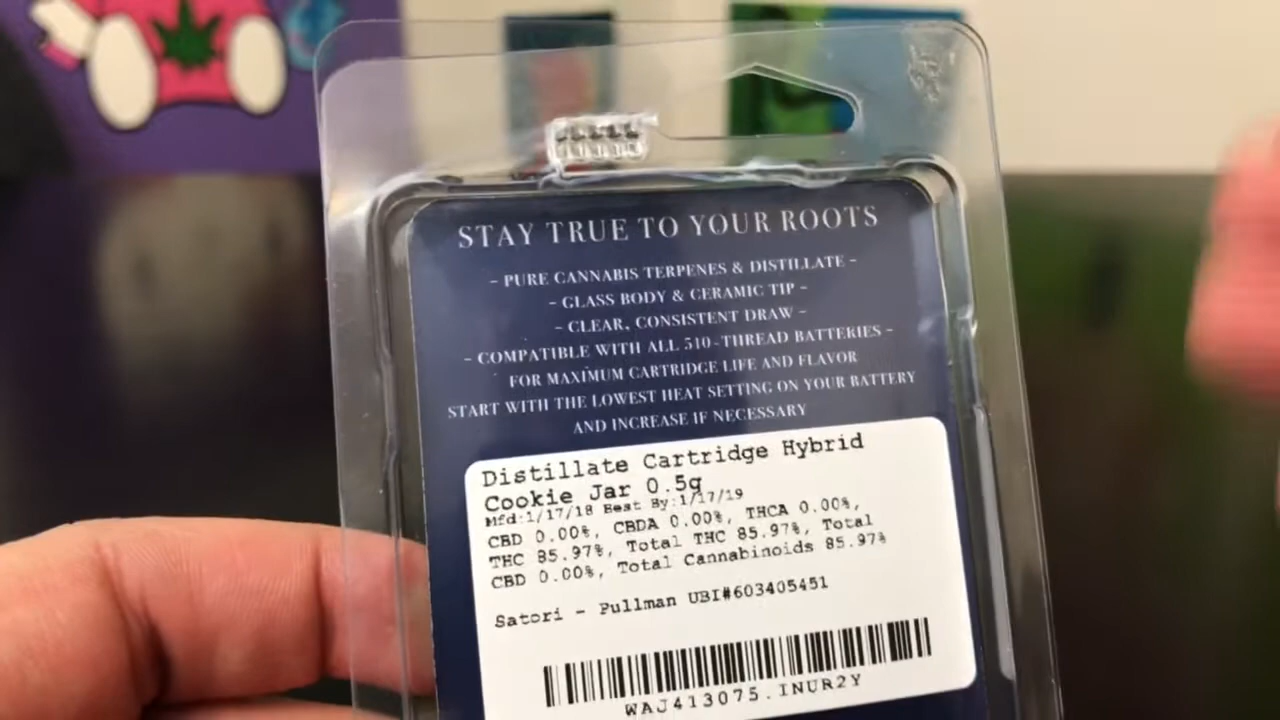 STAY TRUE TO YOUR ROOTS
- PURE CANNABIS TERPENES & DISTILLATE -
- GLASS BODY & CERAMIC TIP -
- CLEAR, CONSISTENT DRAW -
- COMPATIBLE WITH ALL 510-THREAD BATTERIES -
FOR MAXIMUM CARTRIDGE LIFE AND FLAVOR
START WITH THE LOWEST HEAT SETTING ON YOUR BATTERY
AND INCREASE IF NECESSARY
Distillate Cartridge Hybrid
Cookie Jar 0.5g
Mfd:1/17/18 Best By:1/17/19
CBD 0.00%, CBDA 0.00%, THCA 0.00%,
THC 85.97%, Total THC 85.97%, Total
CBD 0.00%, Total Cannabinoids 85.97%
Satori - Pullman UBI#603405451
WAJ413075.INUR2Y